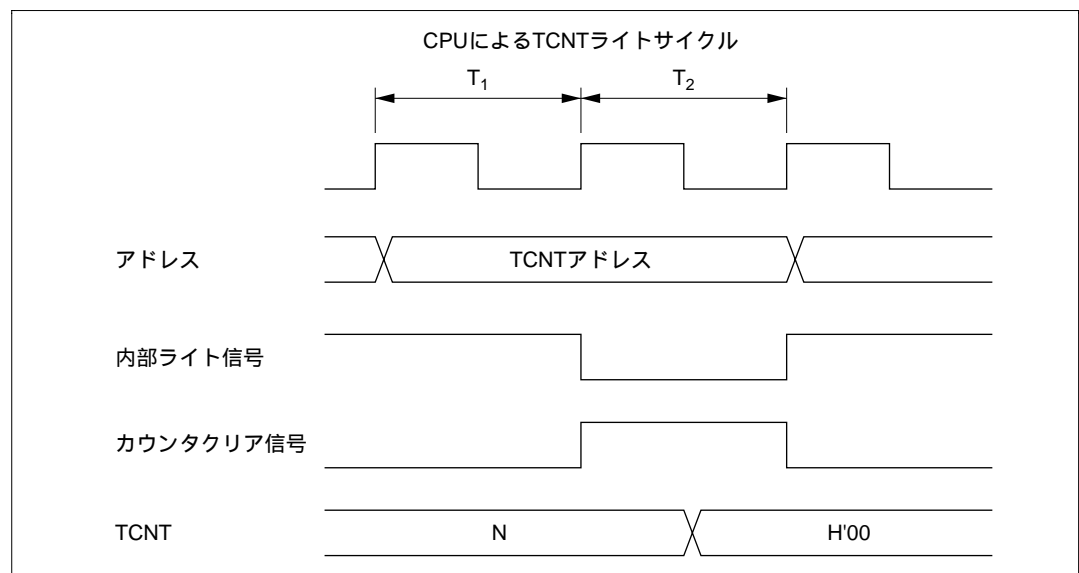 CPUによるTCNTライトサイクル
T1 T2
アドレス TCNTアドレス
内部ライト信号
カウンタクリア信号
TCNT N H'00